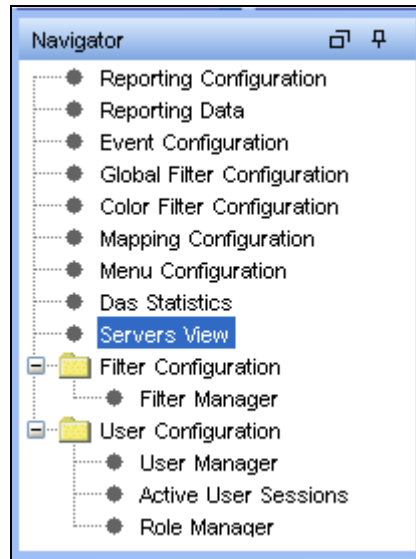 Navigator
Reporting Configuration
Reporting Data
Event Configuration
Global Filter Configuration
Color Filter Configuration
Mapping Configuration
Menu Configuration
Das Statistics
Servers View
Filter Configuration
Filter Manager
User Configuration
User Manager
Active User Sessions
Role Manager